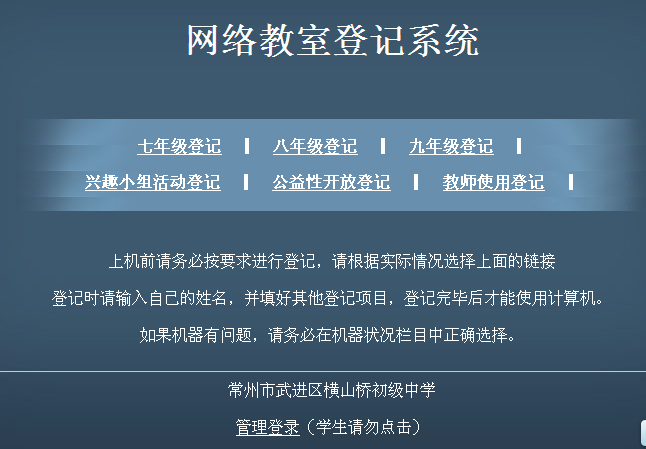 网络教室登记系统
七年级登记 八年级登记 九年级登记
兴趣小组活动登记 公益性开放登记 教师使用登记
上机前请务必按要求进行登记，请根据实际情况选择上面的链接
登记时请输入自己的姓名，并填好其他登记项目，登记完毕后才能使用计算机。
如果机器有问题，请务必在机器状况栏目中正确选择。
常州市武进区横山桥初级中学
管理登录（学生请勿点击）